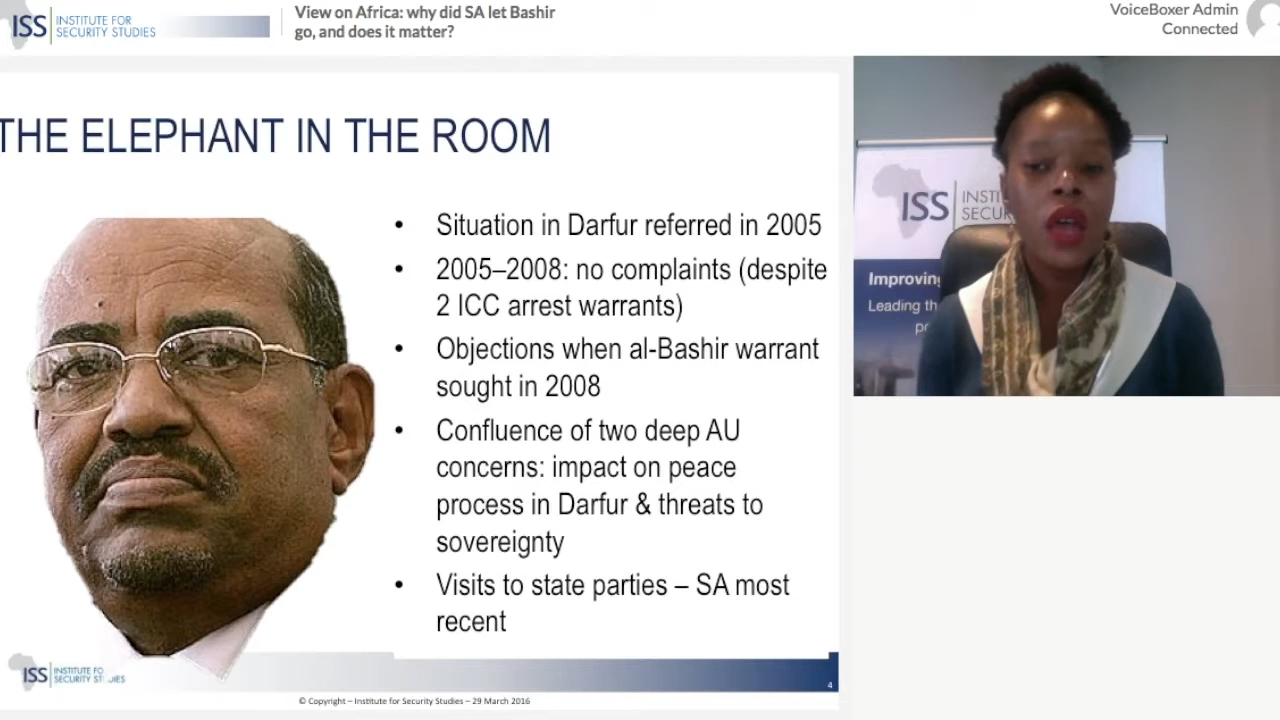 ISS INSTITUTE FOR
SECURITY STUDIES
View on Africa: why did SA let Bashir
go, and does it matter?
VoiceBoxer Admin
Connected
THE ELEPHANT IN THE ROOM
• Situation in Darfur referred in 2005
• 2005–2008: no complaints (despite
2 ICC arrest warrants)
• Objections when al-Bashir warrant
sought in 2008
• Confluence of two deep AU
concerns: impact on peace
process in Darfur & threats to
sovereignty
• Visits to state parties – SA most
recent
ISS INSTITUTE FO
SECURITY STUDIES
4
© Copyright – Institute for Security Studies – 29 March 2016
ISS INSTI
SECUR
Improving
Leading th
po